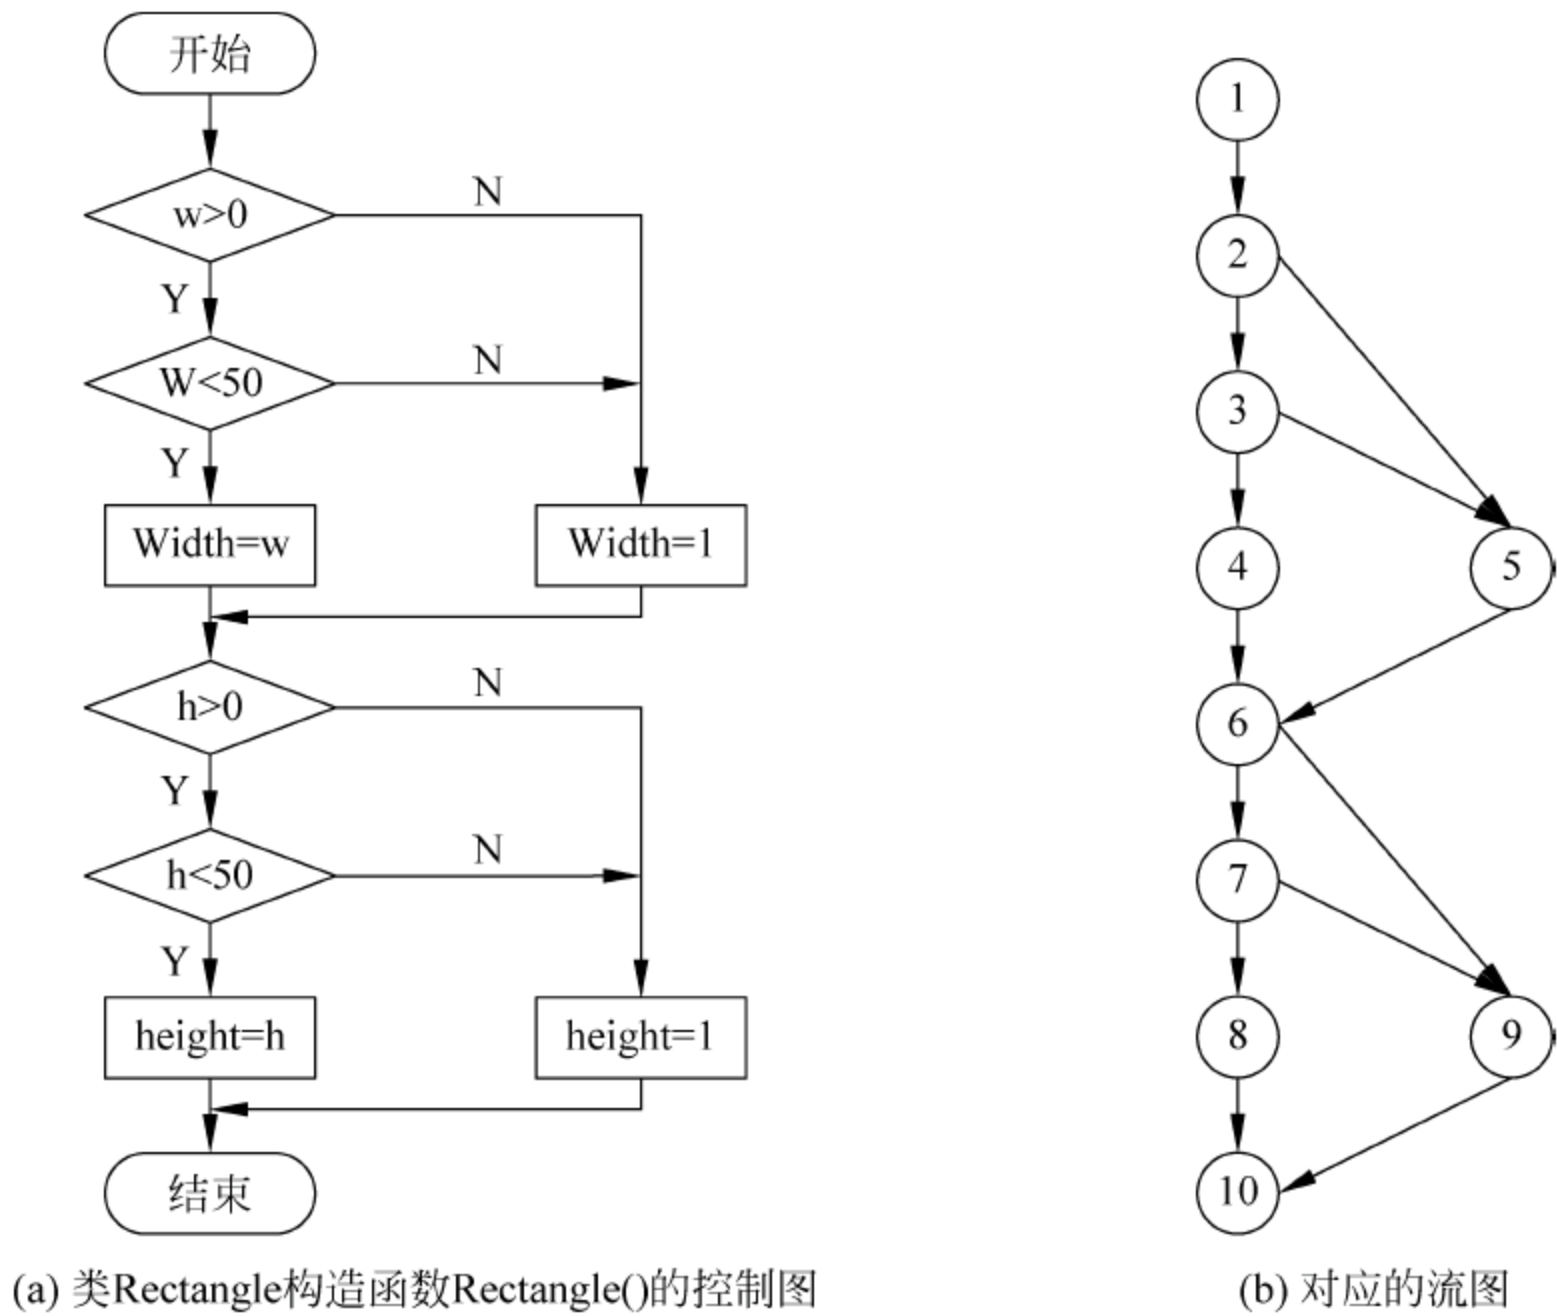 开始
w>0
N
Y
W<50
N
Y
Width=w
Width=1
h>0
N
Y
h<50
N
Y
height=h
height=1
结束
(a) 类Rectangle构造函数Rectangle()的控制图
1
2
3
4
5
6
7
8
9
10
(b) 对应的流图